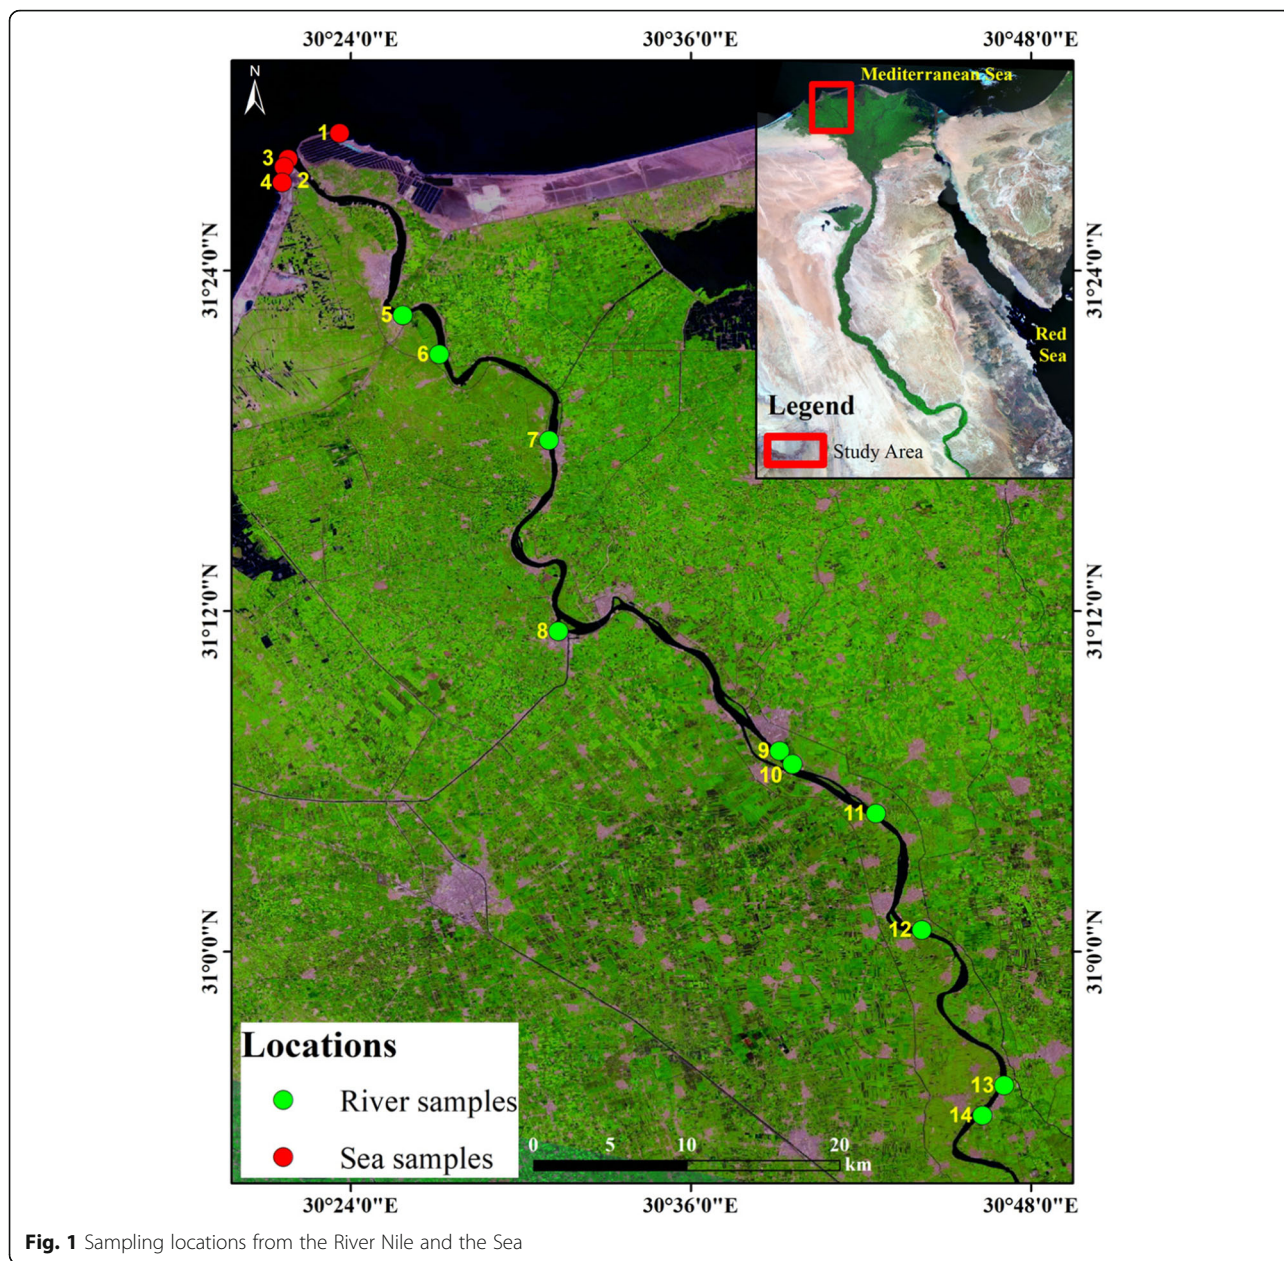 30°24'0"E 30°36'0"E 30°48'0"E
N
Mediterranean Sea
1
3
4 2
31°24'0"N 31°24'0"N
5
Red
Sea
6
Legend
7
Study Area
31°12'0"N 31°12'0"N
8
9
10
11
12
31°0'0"N 31°0'0"N
Locations
13
River samples
14
0 5 10 20
km
Sea samples
30°24'0"E 30°36'0"E 30°48'0"E
Fig. 1 Sampling locations from the River Nile and the Sea